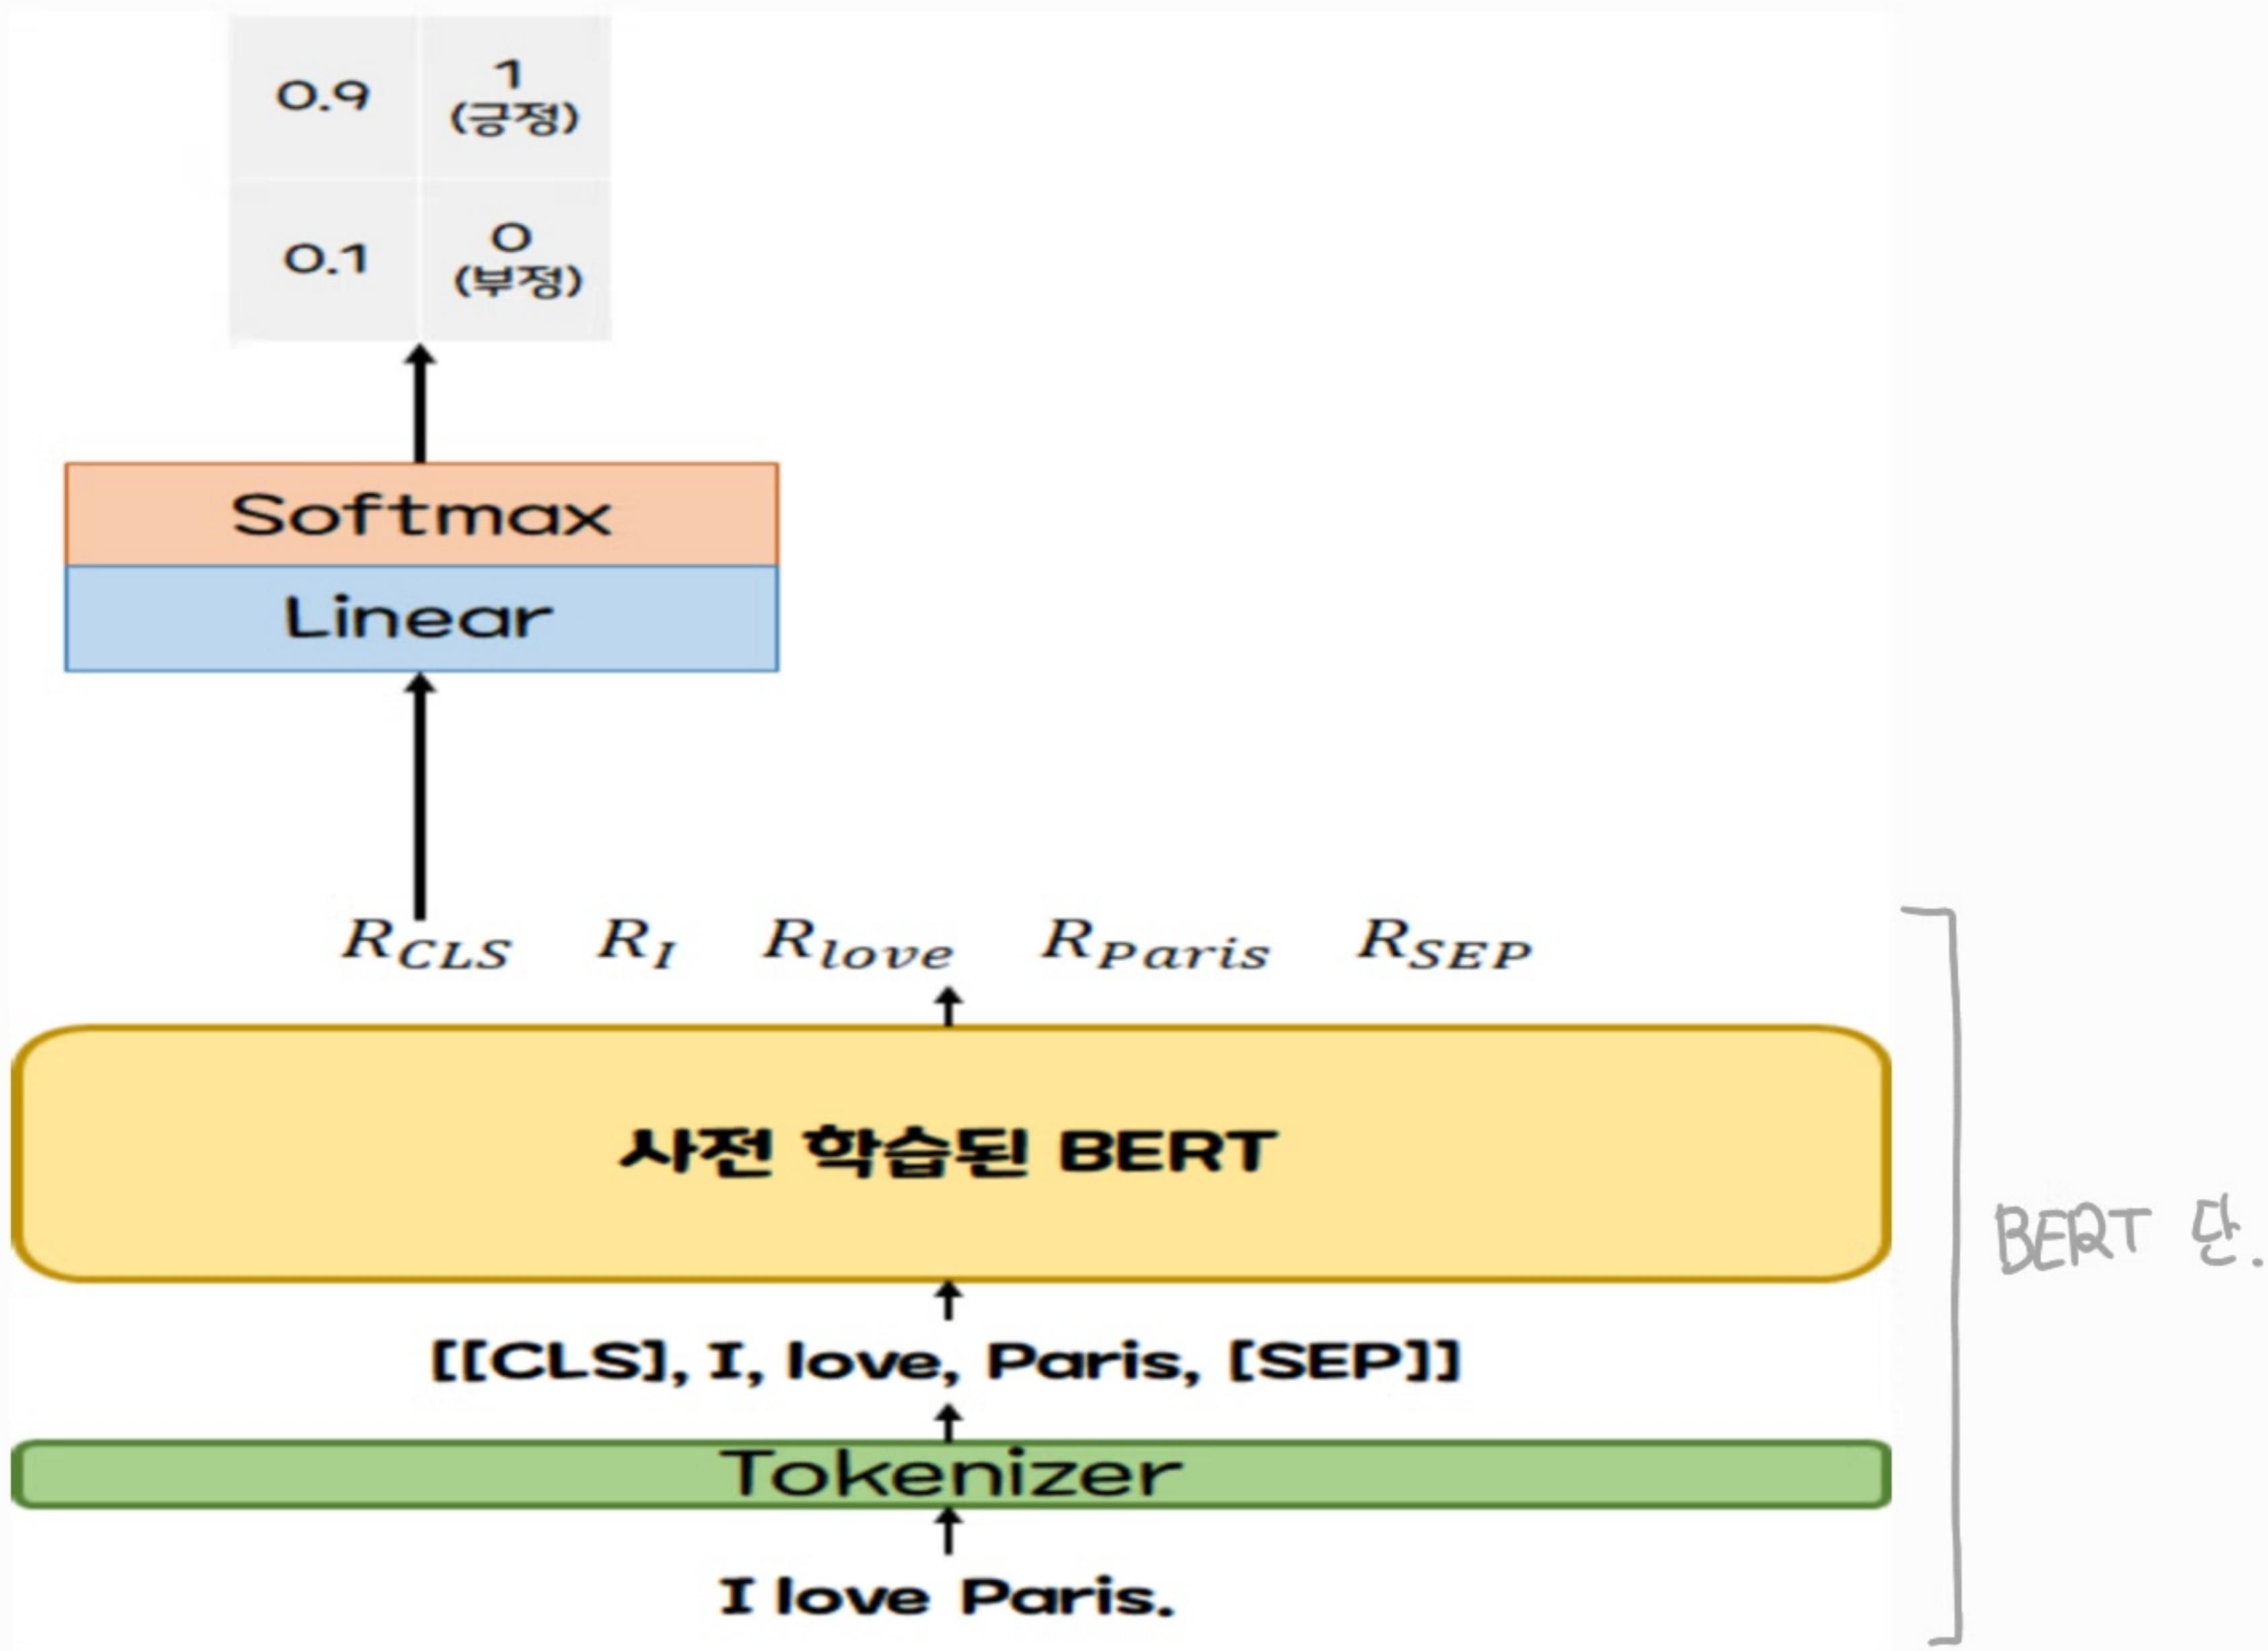 0.9 1
(긍정)
0.1 0
(부정)
Softmax
Linear
R_CLS R_I R_love R_Paris R_SEP
사전 학습된 BERT
BERT 단.
[[CLS], I, love, Paris, [SEP]]
Tokenizer
I love Paris.